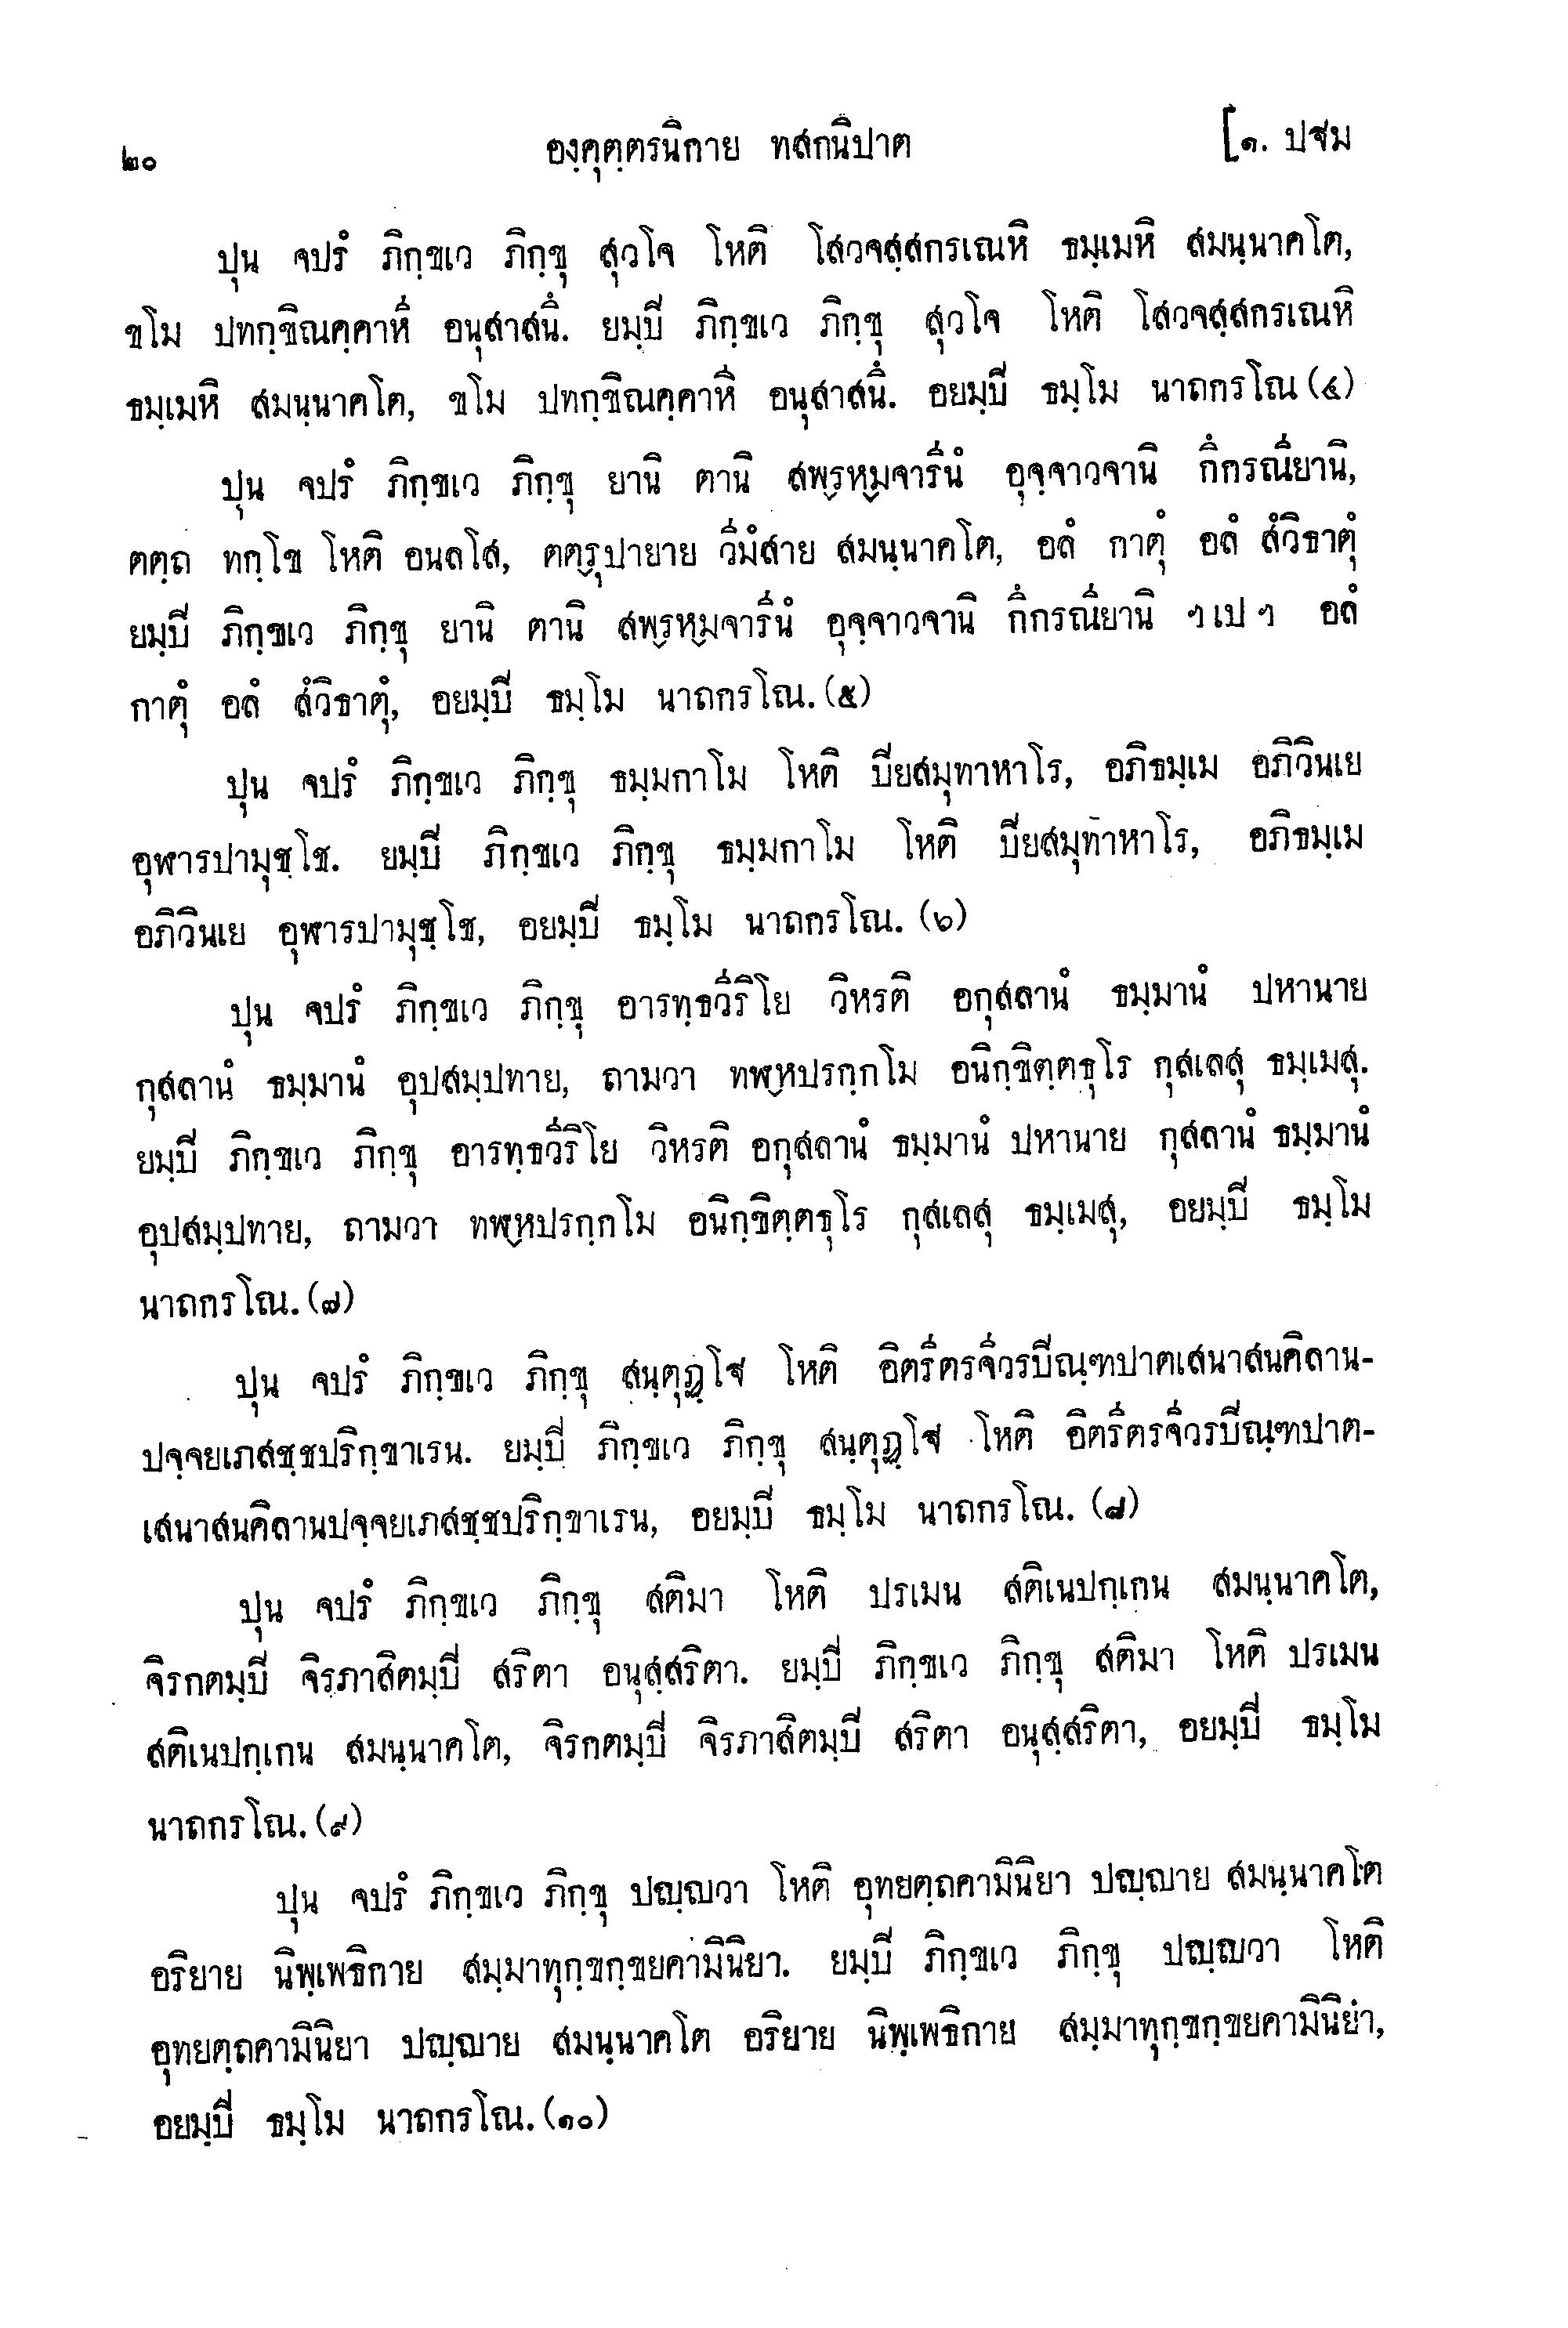 ๒๐ องฺคุตฺตรนิกาย ทสกนิปาต [๑. ปฐม
ปุน จปรํ ภิกฺขเว ภิกฺขุ สุวโจ โหติ โสวจสฺสกรเณหิ ธมฺเมหิ สมนฺนาคโต,
ขโม ปทกฺขิณคฺคาหี อนุสาสนึ. ยมฺปิ ภิกฺขเว ภิกฺขุ สุวโจ โหติ โสวจสฺสกรเณหิ
ธมฺเมหิ สมนฺนาคโต, ขโม ปทกฺขิณคฺคาหี อนุสาสนึ. อยมฺปิ ธมฺโม นาถกรโณ (๔)
ปุน จปรํ ภิกฺขเว ภิกฺขุ ยานิ ตานิ สพฺรหฺมจารีนํ อุจฺจาวจานิ กึกรณียานิ,
ตตฺถ ทกฺโข โหติ อนลโส, ตตฺรุปายาย วีมํสาย สมนฺนาคโต, อลํ กาตุํ อลํ สํวิธาตุํ
ยมฺปิ ภิกฺขเว ภิกฺขุ ยานิ ตานิ สพฺรหฺมจารีนํ อุจฺจาวจานิ กึกรณียานิ ฯเปฯ อลํ
กาตุํ อลํ สํวิธาตุํ, อยมฺปิ ธมฺโม นาถกรโณ. (๕)
ปุน จปรํ ภิกฺขเว ภิกฺขุ ธมฺมกาโม โหติ ปิยสมุทาหาโร, อภิธมฺเม อภิวินเย
อุฬารปามุชฺโช. ยมฺปิ ภิกฺขเว ภิกฺขุ ธมฺมกาโม โหติ ปิยสมุทาหาโร, อภิธมฺเม
อภิวินเย อุฬารปามุชฺโช, อยมฺปิ ธมฺโม นาถกรโณ. (๖)
ปุน จปรํ ภิกฺขเว ภิกฺขุ อารทฺธวีริโย วิหรติ อกุสลานํ ธมฺมานํ ปหานาย
กุสลานํ ธมฺมานํ อุปสมฺปทาย, ถามวา ทฬฺหปรกฺกโม อนิกฺขิตฺตธุโร กุสเลสุ ธมฺเมสุ.
ยมฺปิ ภิกฺขเว ภิกฺขุ อารทฺธวีริโย วิหรติ อกุสลานํ ธมฺมานํ ปหานาย กุสลานํ ธมฺมานํ
อุปสมฺปทาย, ถามวา ทฬฺหปรกฺกโม อนิกฺขิตฺตธุโร กุสเลสุ ธมฺเมสุ, อยมฺปิ ธมฺโม
นาถกรโณ. (๗)
ปุน จปรํ ภิกฺขเว ภิกฺขุ สนฺตุฏฺโฐ โหติ อิตรีตรจีวรปิณฺฑปาตเสนาสนคิลาน-
ปจฺจยเภสชฺชปริกฺขาเรน. ยมฺปิ ภิกฺขเว ภิกฺขุ สนฺตุฏฺโฐ โหติ อิตรีตรจีวรปิณฺฑปาต-
เสนาสนคิลานปจฺจยเภสชฺชปริกฺขาเรน, อยมฺปิ ธมฺโม นาถกรโณ. (๘)
ปุน จปรํ ภิกฺขเว ภิกฺขุ สติมา โหติ ปรเมน สติเนปกฺเกน สมนฺนาคโต,
จิรกตมฺปิ จิรภาสิตมฺปิ สริตา อนุสฺสริตา. ยมฺปิ ภิกฺขเว ภิกฺขุ สติมา โหติ ปรเมน
สติเนปกฺเกน สมนฺนาคโต, จิรกตมฺปิ จิรภาสิตมฺปิ สริตา อนุสฺสริตา, อยมฺปิ ธมฺโม
นาถกรโณ. (๙)
ปุน จปรํ ภิกฺขเว ภิกฺขุ ปญฺญวา โหติ อุทยตฺถคามินิยา ปญฺญาย สมนฺนาคโต
อริยาย นิพฺเพธิกาย สมฺมาทุกฺขกฺขยคามินิยา. ยมฺปิ ภิกฺขเว ภิกฺขุ ปญฺญวา โหติ
อุทยตฺถคามินิยา ปญฺญาย สมนฺนาคโต อริยาย นิพฺเพธิกาย สมฺมาทุกฺขกฺขยคามินิยา,
อยมฺปิ ธมฺโม นาถกรโณ. (๑๐)